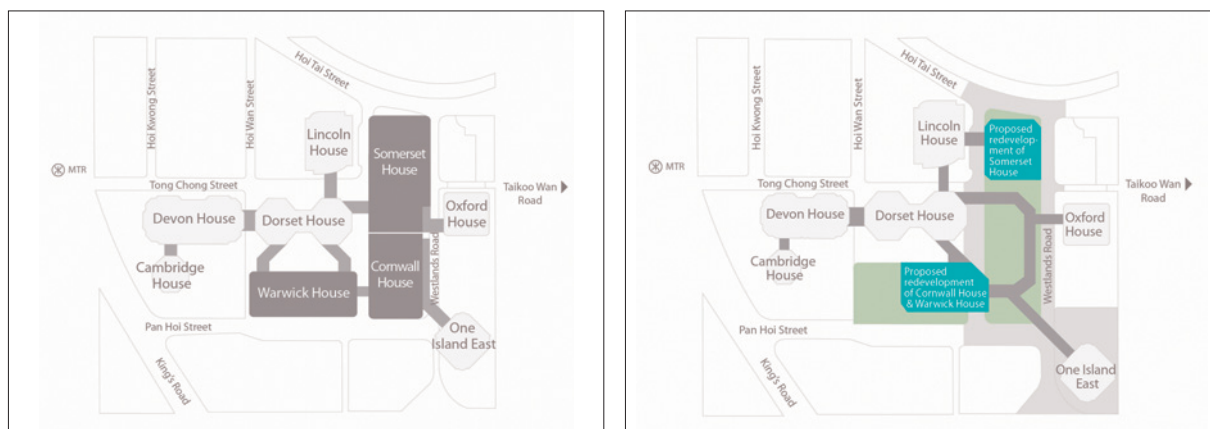 Hoi Kwong Street
Hoi Wan Street
Hoi Tai Street
Lincoln
House
Somerset
House
MTR
Tong Chong Street
Taikoo Wan
Road
Devon House
Dorset House
Oxford
House
Cambridge
House
Warwick House
Cornwall
House
Westlands Road
Pan Hoi Street
One
Island East
King's Road
Hoi Kwong Street
Hoi Wan Street
Hoi Tai Street
Lincoln
House
Proposed
redevelop-
ment of
Somerset
House
MTR
Tong Chong Street
Taikoo Wan
Road
Devon House
Dorset House
Oxford
House
Cambridge
House
Proposed
redevelopment
of Cornwall House
& Warwick House
Westlands Road
Pan Hoi Street
One Island
East
King's Road